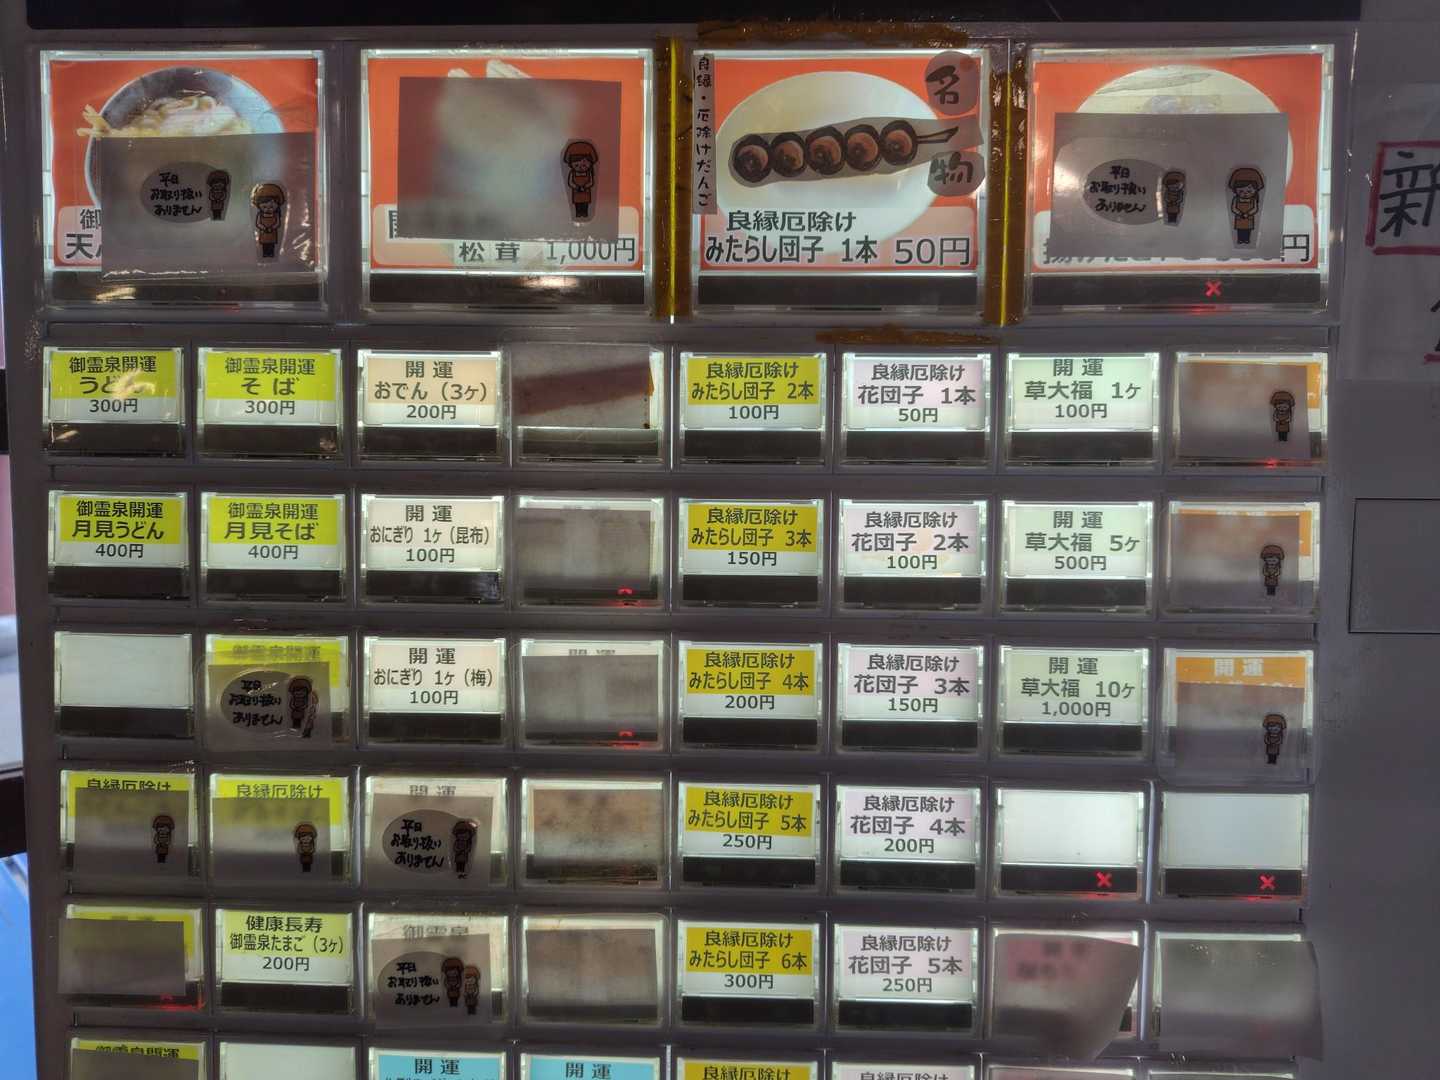 御
天
平日
お取り扱い
ありません
松茸 1,000円
良縁・厄除けだんご
名物
良縁厄除け
みたらし団子 1本 50円
平日
お取り扱い
ありません
円
新
御霊泉開運
うどん
300円
御霊泉開運
そば
300円
開運
おでん(3ヶ)
200円
良縁厄除け
みたらし団子 2本
100円
良縁厄除け
花団子 1本
50円
開運
草大福 1ヶ
100円
御霊泉開運
月見うどん
400円
御霊泉開運
月見そば
400円
開運
おにぎり 1ヶ(昆布)
100円
良縁厄除け
みたらし団子 3本
150円
良縁厄除け
花団子 2本
100円
開運
草大福 5ヶ
500円
御霊泉開運
平日
お取り扱い
ありません
開運
おにぎり 1ヶ(梅)
100円
開運
良縁厄除け
みたらし団子 4本
200円
良縁厄除け
花団子 3本
150円
開運
草大福 10ヶ
1,000円
開運
良縁厄除け
良縁厄除け
開運
平日
お取り扱い
ありません
良縁厄除け
みたらし団子 5本
250円
良縁厄除け
花団子 4本
200円
健康長寿
御霊泉たまご(3ヶ)
200円
御霊泉
平日
お取り扱い
ありません
良縁厄除け
みたらし団子 6本
300円
良縁厄除け
花団子 5本
250円
御霊泉開運
開運
開運
良縁厄除け
良縁厄除け